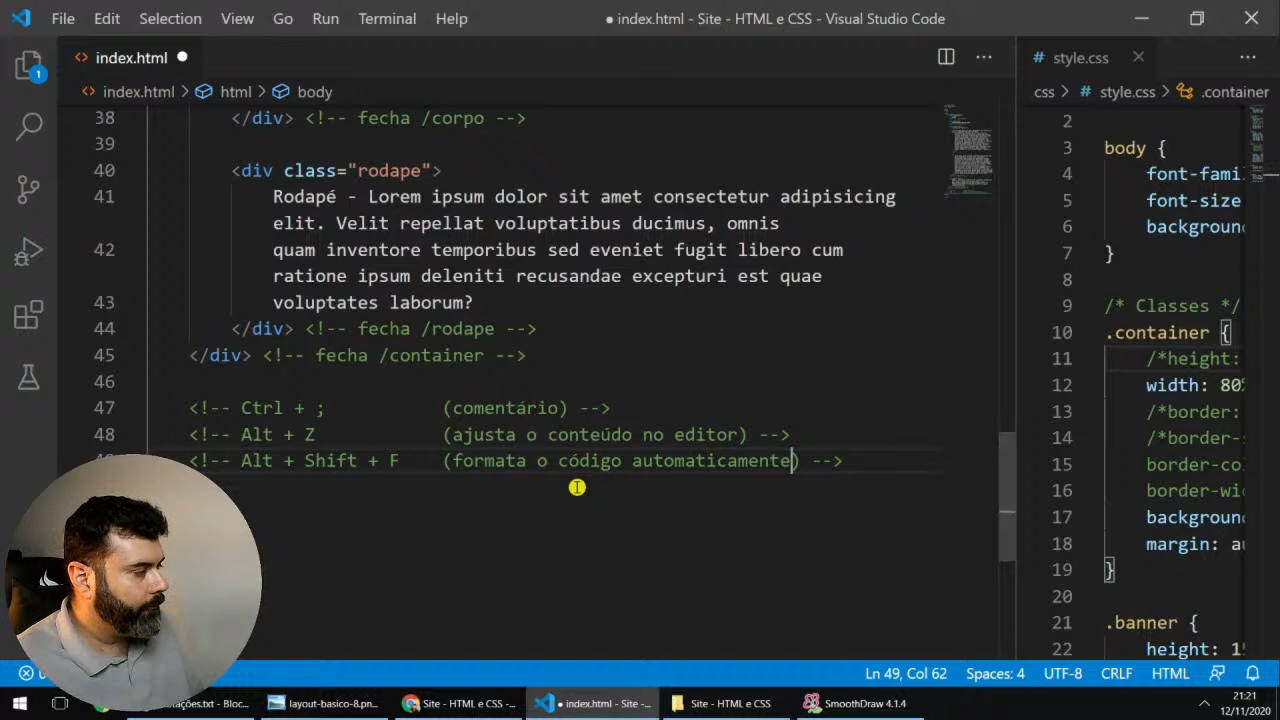 File Edit Selection View Go Run Terminal Help ● index.html - Site - HTML e CSS - Visual Studio Code
index.html
style.css
index.html > html > body
css > # style.css > .container
1
38 </div> <!-- fecha /corpo -->
39
40 <div class="rodape">
41 Rodapé - Lorem ipsum dolor sit amet consectetur adipisicing
elit. Velit repellat voluptatibus ducimus, omnis
42 quam inventore temporibus sed eveniet fugit libero cum
ratione ipsum deleniti recusandae excepturi est quae
43 voluptates laborum?
44 </div> <!-- fecha /rodape -->
45 </div> <!-- fecha /container -->
46
47 <!-- Ctrl + ; (comentário) -->
48 <!-- Alt + Z (ajusta o conteúdo no editor) -->
<!-- Alt + Shift + F (formata o código automaticamente) -->
2
3 body {
4 font-fami
5 font-size
6 background
7 }
8
9 /* Classes */
10 .container {
11 /*height:
12 width: 80%
13 /*border:
14 /*border-s
15 border-co
16 border-wi
17 background
18 margin: au
19 }
20
21 .banner {
22 height: 1
Ln 49, Col 62 Spaces: 4 UTF-8 CRLF HTML
tações.txt - Bloc... layout-basico-8.pn... Site - HTML e CSS -... ● index.html - Site -... Site - HTML e CSS SmoothDraw 4.1.4
21:21
12/11/2020